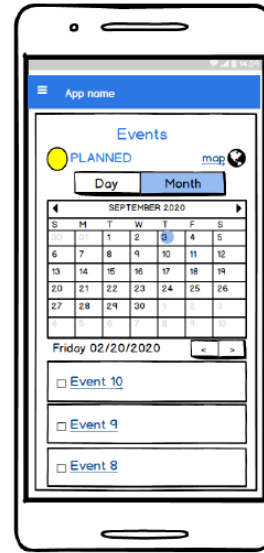 14:29
App name
Events
PLANNED map
Day Month
SEPTEMBER 2020
S M T W T F S
30 31 1 2 3 4 5
6 7 8 9 10 11 12
13 14 15 16 17 18 19
20 21 22 23 24 25 26
27 28 29 30 1 2 3
4 5 6 7 8 9 10
Friday 02/20/2020 < >
Event 10
Event 9
Event 8